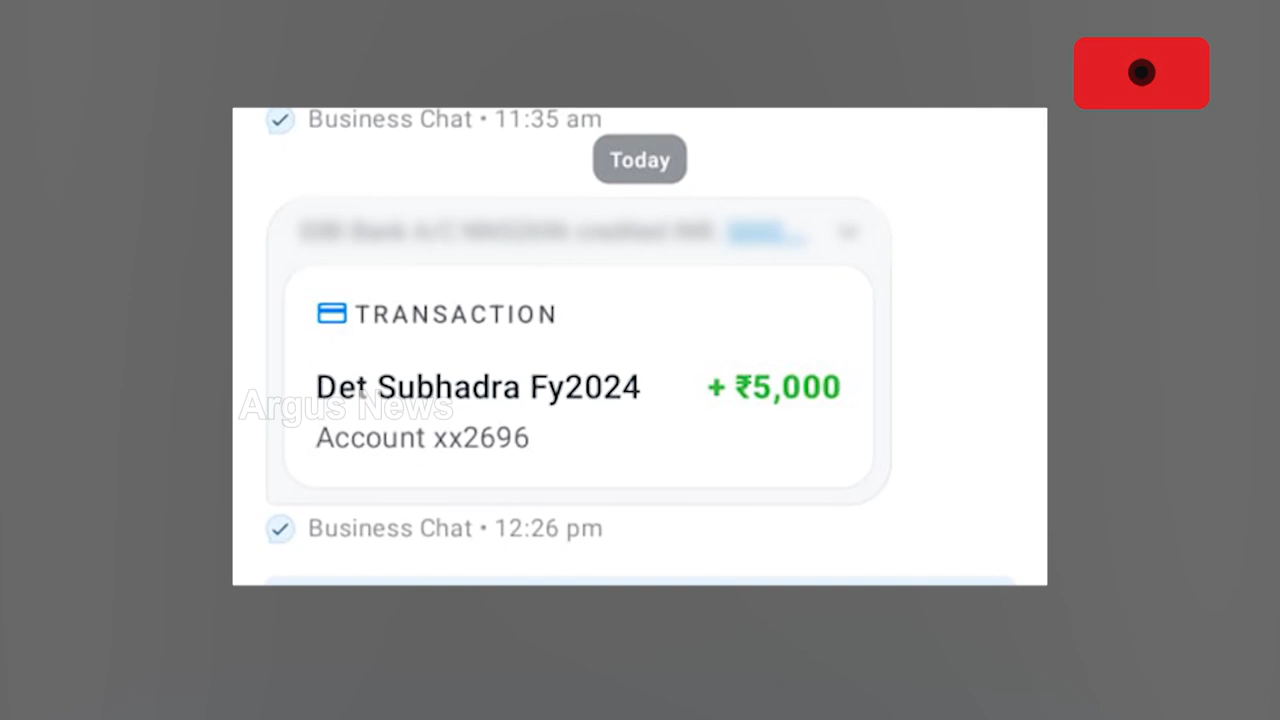 Business Chat • 11:35 am
Today
TRANSACTION
Det Subhadra Fy2024 + ₹5,000
Argus News
Account xx2696
Business Chat • 12:26 pm